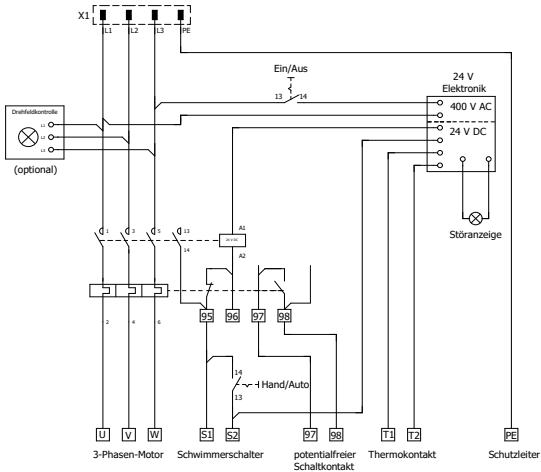 X1
L1 L2 L3 PE
Ein/Aus
13 14
24 V
Elektronik
400 V AC
24 V DC
Drehfeldkontrolle
L1
L2
L3
(optional)
Störanzeige
1 3 5 13
14
A1
24 V DC
A2
95 96 97 98
2 4 6
14
Hand/Auto
13
U V W S1 S2 97 98 T1 T2 PE
3-Phasen-Motor Schwimmerschalter potentialfreier Thermokontakt Schutzleiter
Schaltkontakt